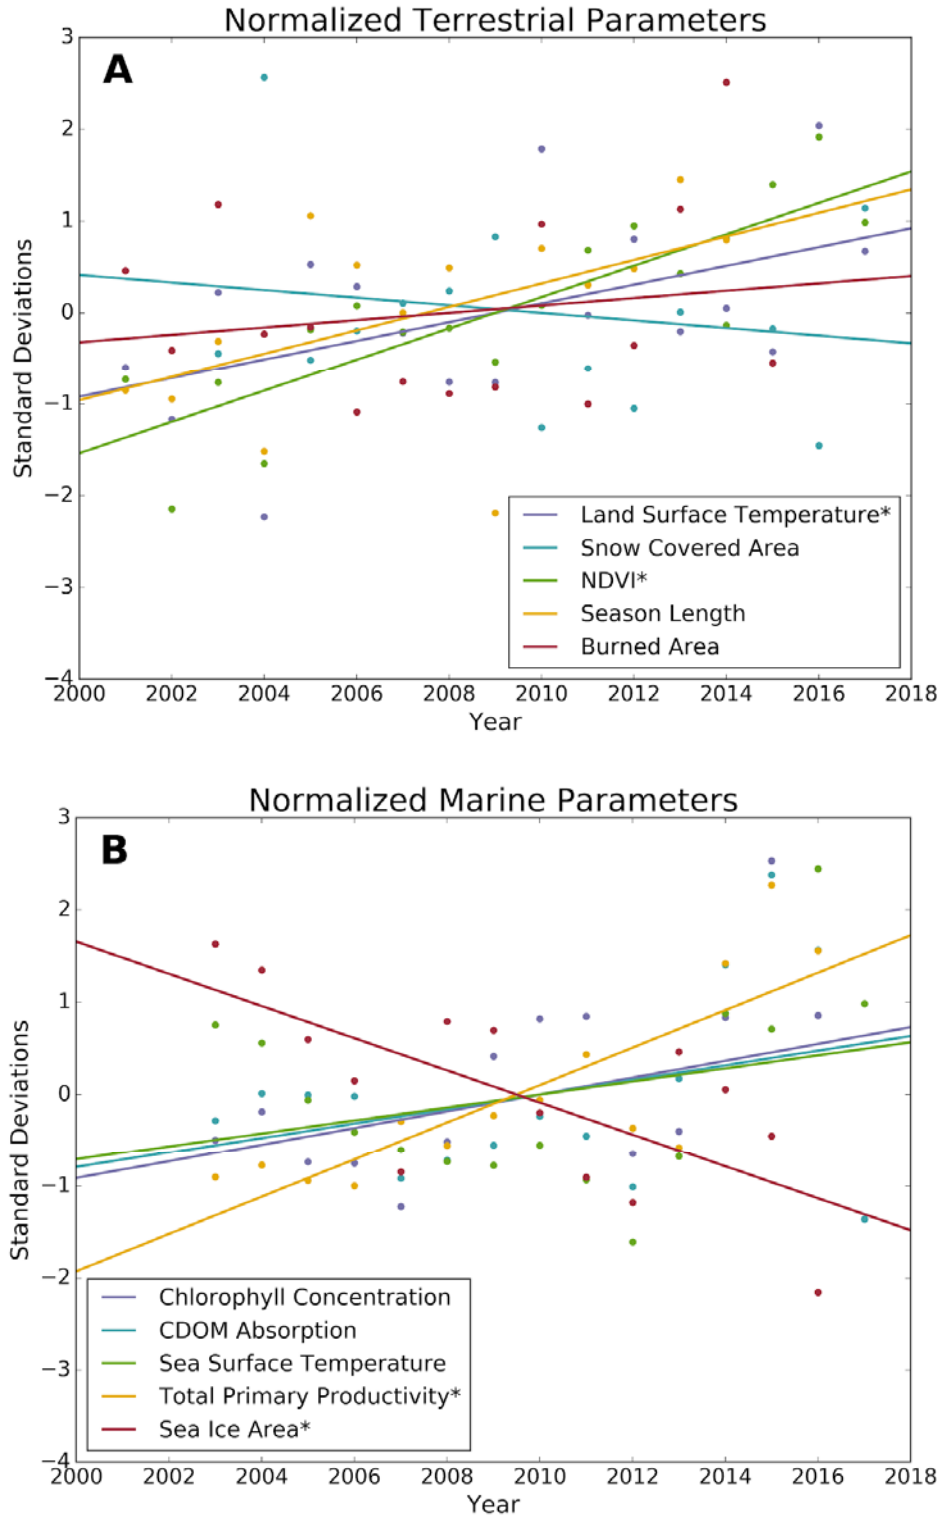 Normalized Terrestrial Parameters
A
3
2
1
0
−1
−2
−3
−4
Standard Deviations
Land Surface Temperature*
Snow Covered Area
NDVI*
Season Length
Burned Area
2000 2002 2004 2006 2008 2010 2012 2014 2016 2018
Year
Normalized Marine Parameters
B
3
2
1
0
−1
−2
−3
−4
Standard Deviations
Chlorophyll Concentration
CDOM Absorption
Sea Surface Temperature
Total Primary Productivity*
Sea Ice Area*
2000 2002 2004 2006 2008 2010 2012 2014 2016 2018
Year